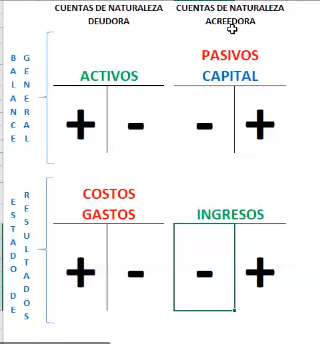 CUENTAS DE NATURALEZA
DEUDORA
CUENTAS DE NATURALEZA
ACREEDORA
BALANCE
GENERAL
ACTIVOS
PASIVOS
CAPITAL
+ -
- +
ESTADO DE
RESULTADOS
COSTOS
GASTOS
INGRESOS
+ -
- +